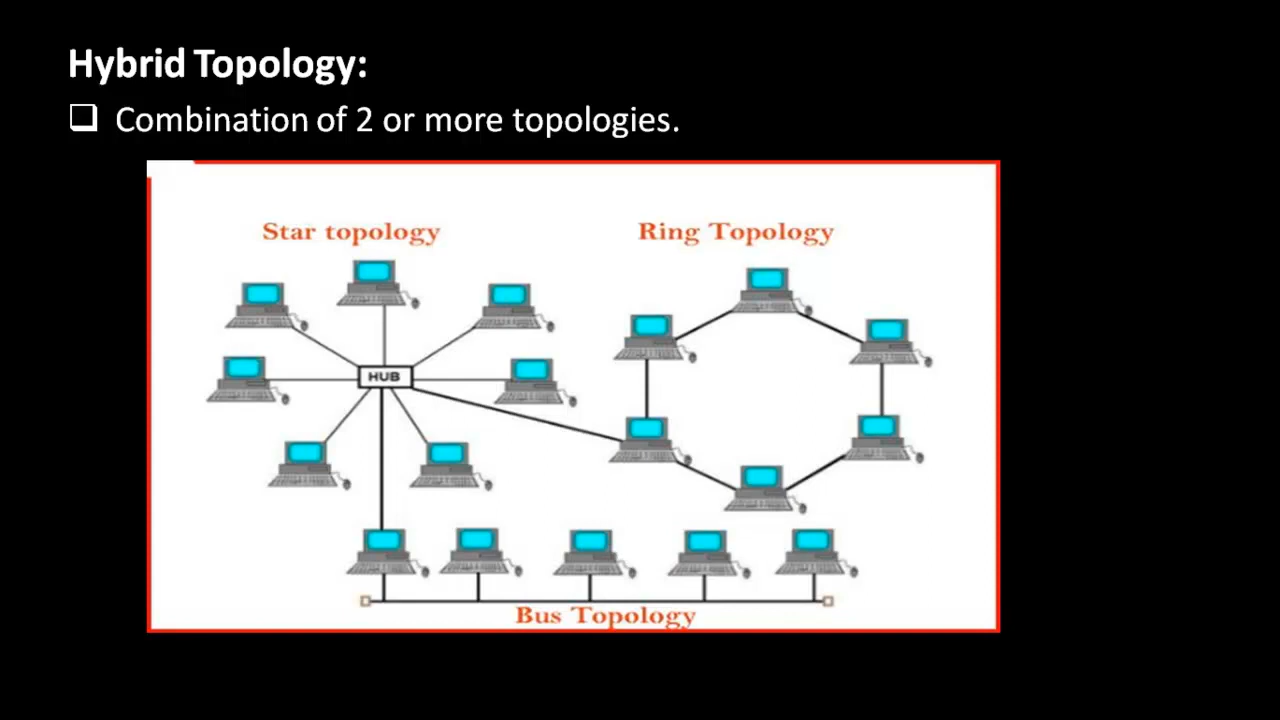 Hybrid Topology:
Combination of 2 or more topologies.
Star topology
Ring Topology
HUB
Bus Topology